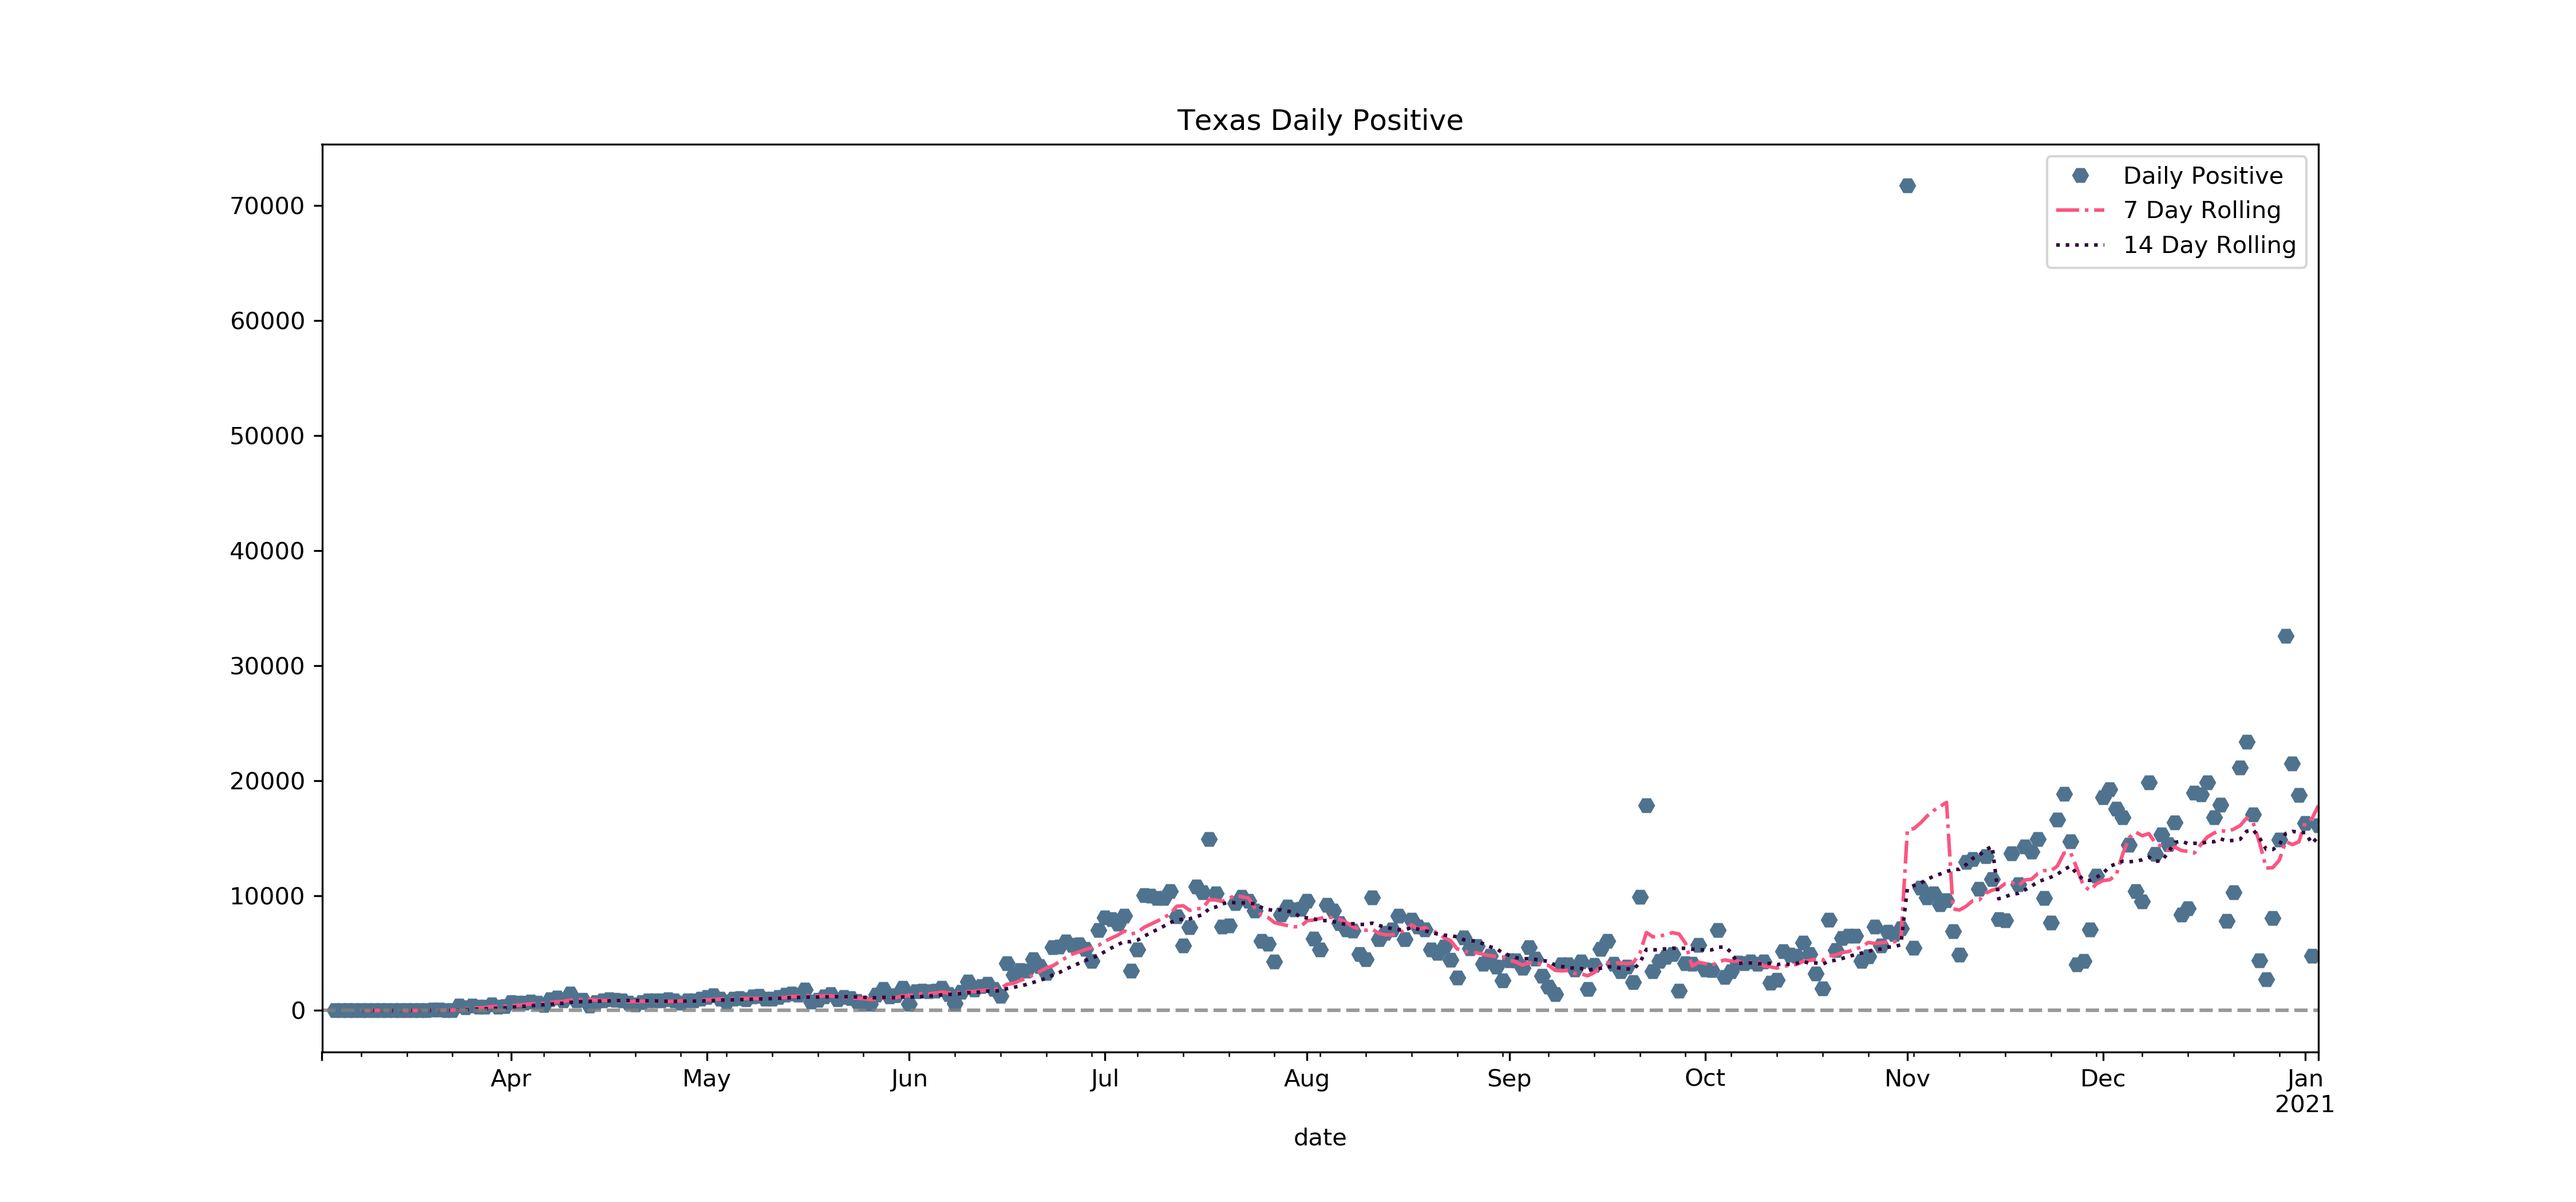 Texas Daily Positive
Daily Positive
7 Day Rolling
14 Day Rolling
70000
60000
50000
40000
30000
20000
10000
0
Apr May Jun Jul Aug Sep Oct Nov Dec Jan
2021
date